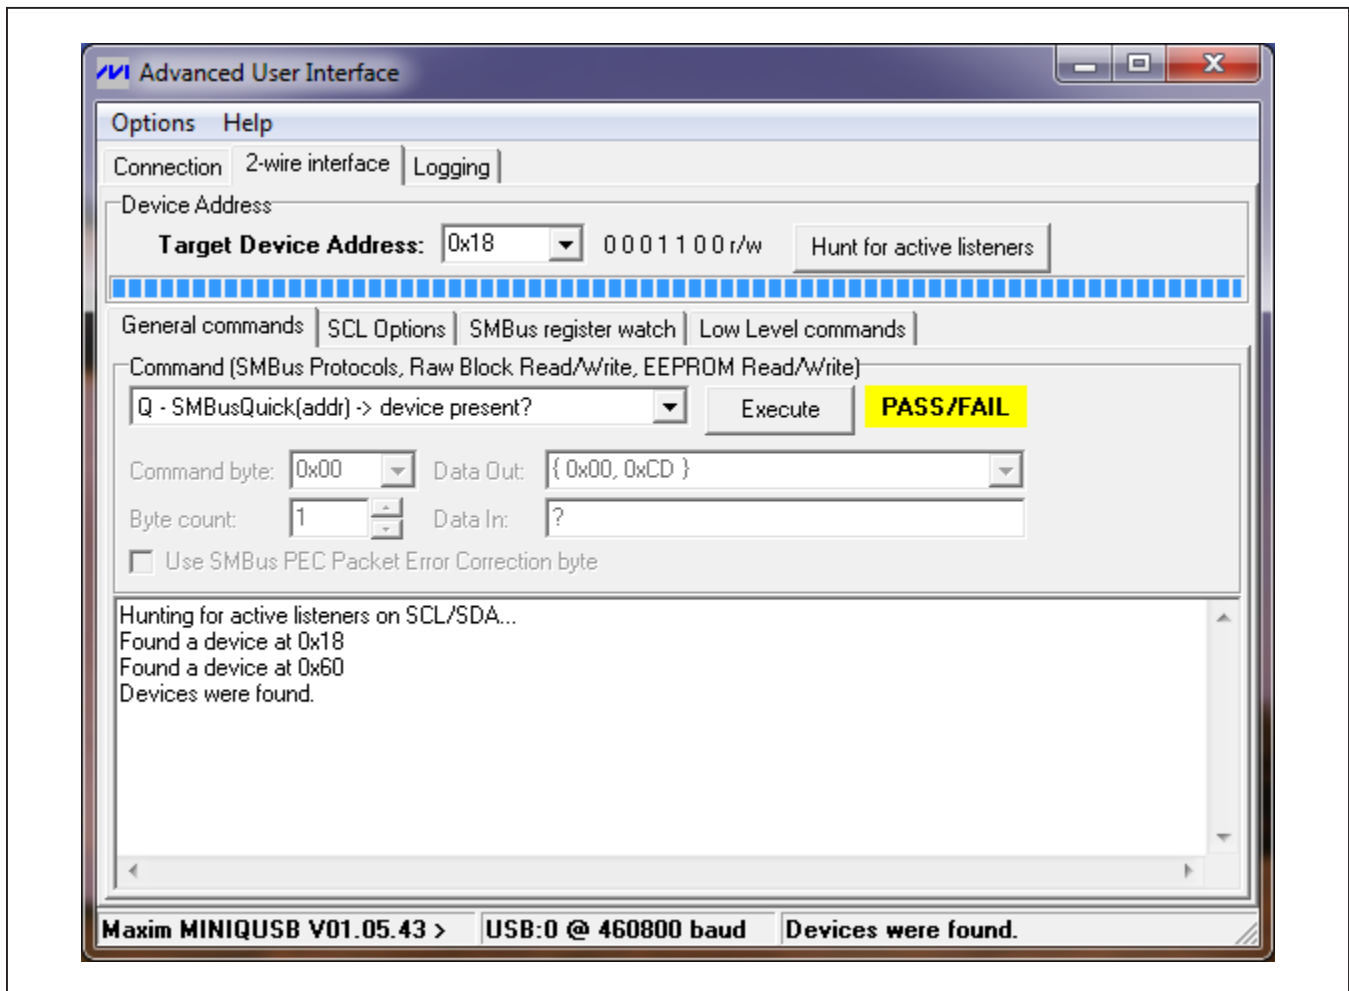 Advanced User Interface
Options Help
Connection 2-wire interface Logging
Device Address
Target Device Address: 0x18 0 0 0 1 1 0 0 r/w Hunt for active listeners
General commands SCL Options SMBus register watch Low Level commands
Command (SMBus Protocols, Raw Block Read/Write, EEPROM Read/Write)
Q - SMBusQuick(addr) -> device present? Execute PASS/FAIL
Command byte: 0x00 Data Out: { 0x00, 0xCD }
Byte count: 1 Data In: ?
Use SMBus PEC Packet Error Correction byte
Hunting for active listeners on SCL/SDA...
Found a device at 0x18
Found a device at 0x60
Devices were found.
Maxim MINIQUSB V01.05.43 > USB:0 @ 460800 baud Devices were found.